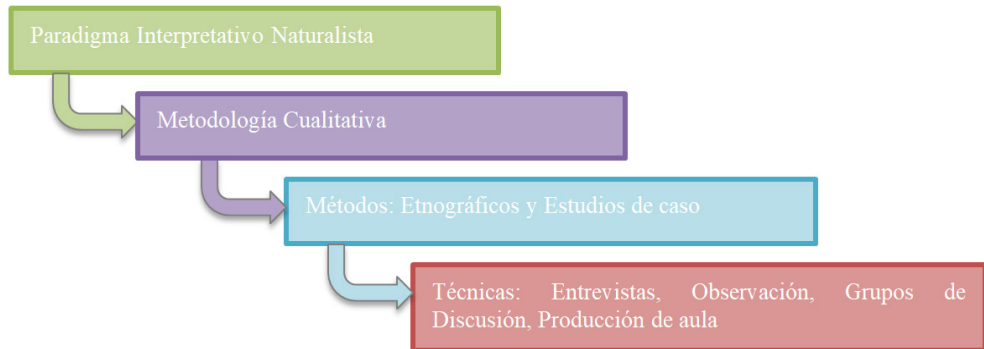 Paradigma Interpretativo Naturalista
Metodología Cualitativa
Métodos: Etnográficos y Estudios de caso
Técnicas: Entrevistas, Observación, Grupos de
Discusión, Producción de aula